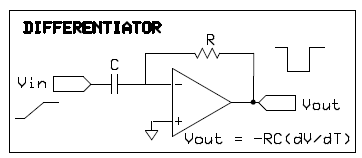 DIFFERENTIATOR
R
C
Vin
-
+
Vout
Vout = -RC(dV/dT)